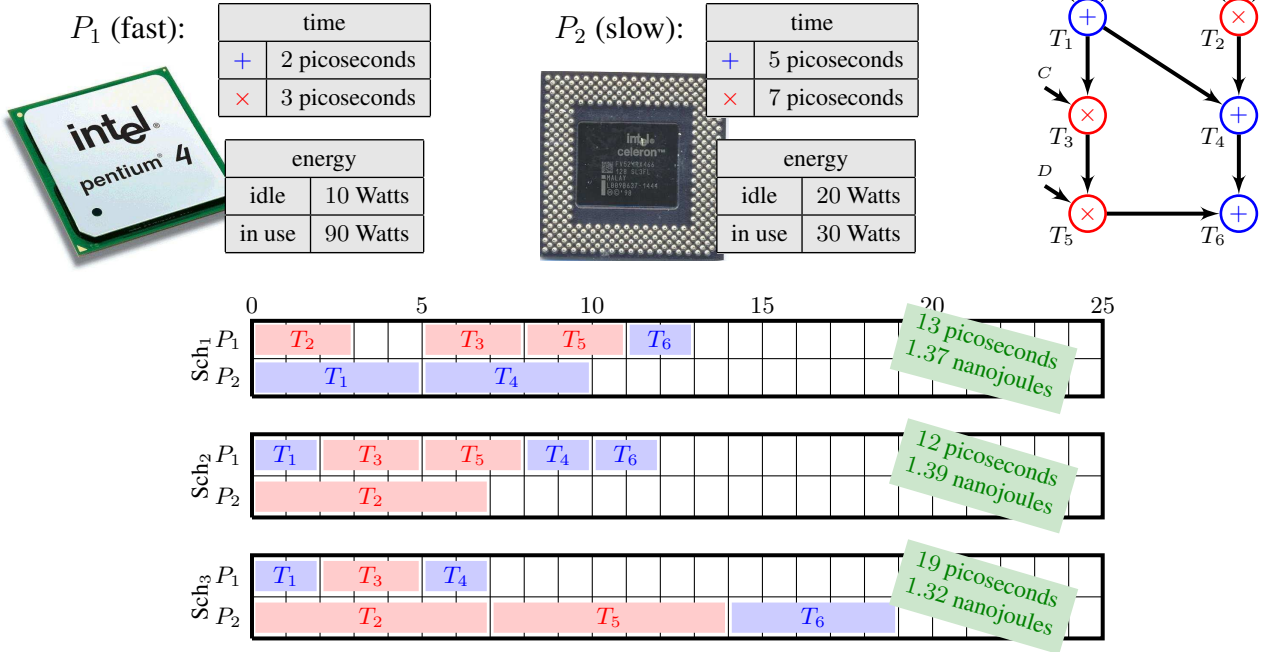 P₁ (fast):
time
+ 2 picoseconds
× 3 picoseconds
energy
idle 10 Watts
in use 90 Watts
intel®
pentium® 4
P₂ (slow):
time
+ 5 picoseconds
× 7 picoseconds
energy
idle 20 Watts
in use 30 Watts
intel
celeron™
+ ×
T₁ T₂
C
× +
T₃ T₄
D
× +
T₅ T₆
0 5 10 15 20 25
Sch₁
P₁ T₂ T₃ T₅ T₆
P₂ T₁ T₄
13 picoseconds
1.37 nanojoules
Sch₂
P₁ T₁ T₃ T₅ T₄ T₆
P₂ T₂
12 picoseconds
1.39 nanojoules
Sch₃
P₁ T₁ T₃ T₄
P₂ T₂ T₅ T₆
19 picoseconds
1.32 nanojoules